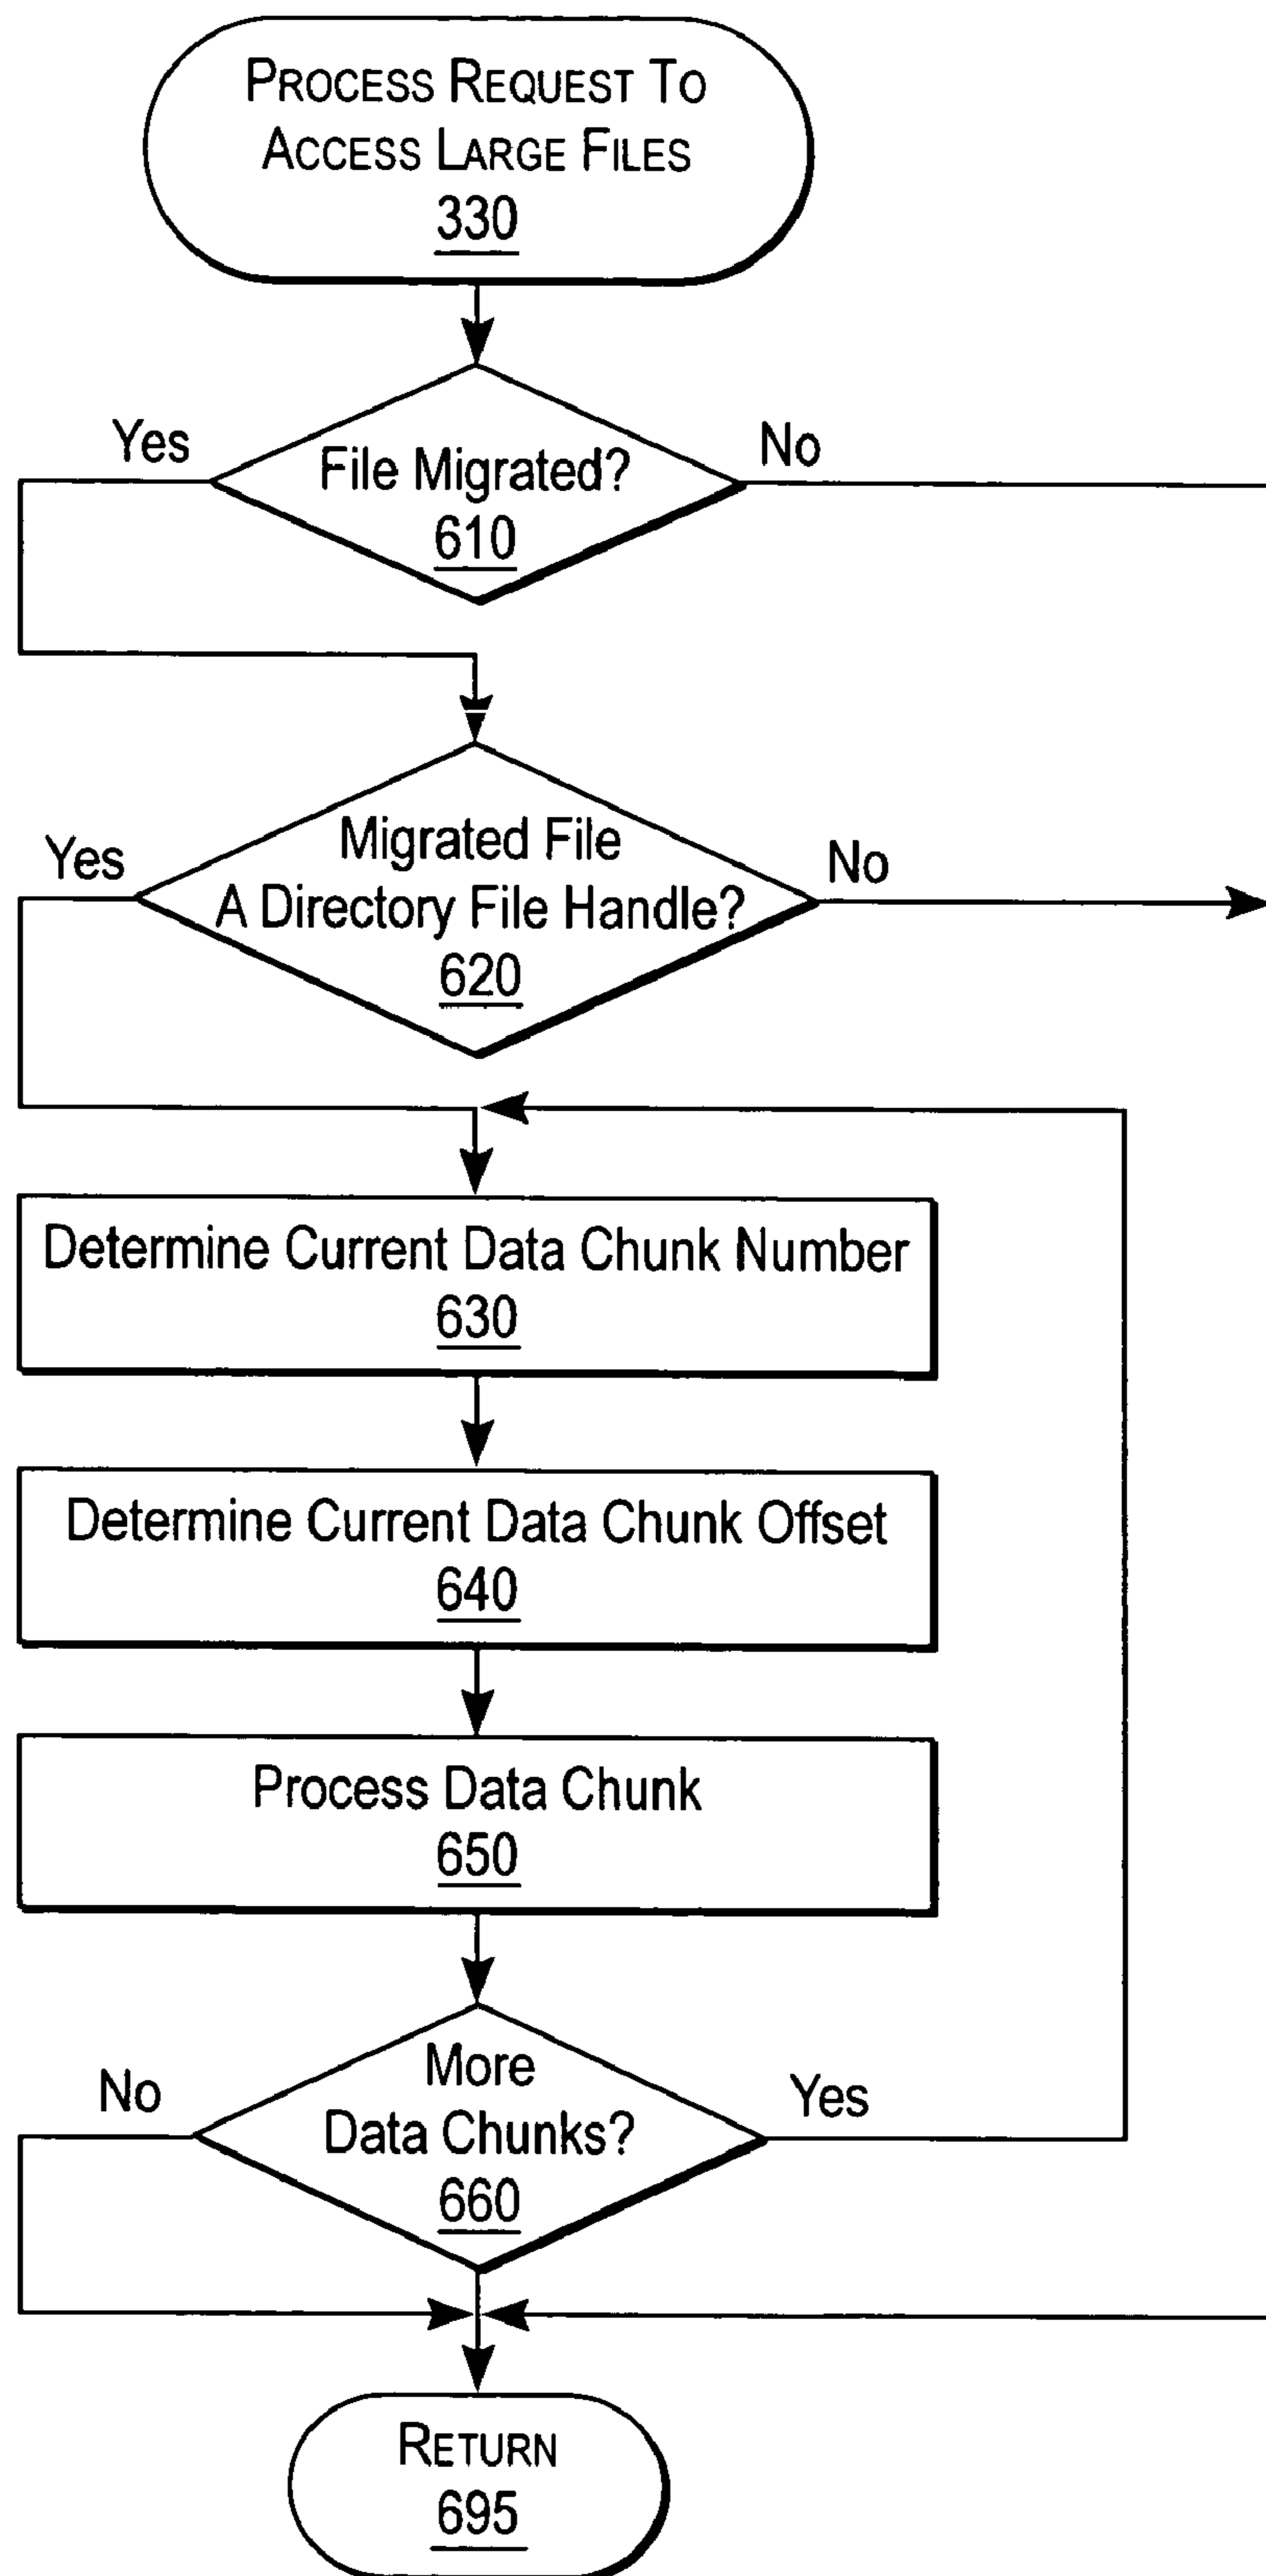 PROCESS REQUEST TO
ACCESS LARGE FILES
330
Yes
No
File Migrated?
610
Yes
No
Migrated File
A Directory File Handle?
620
Determine Current Data Chunk Number
630
Determine Current Data Chunk Offset
640
Process Data Chunk
650
No
Yes
More
Data Chunks?
660
RETURN
695